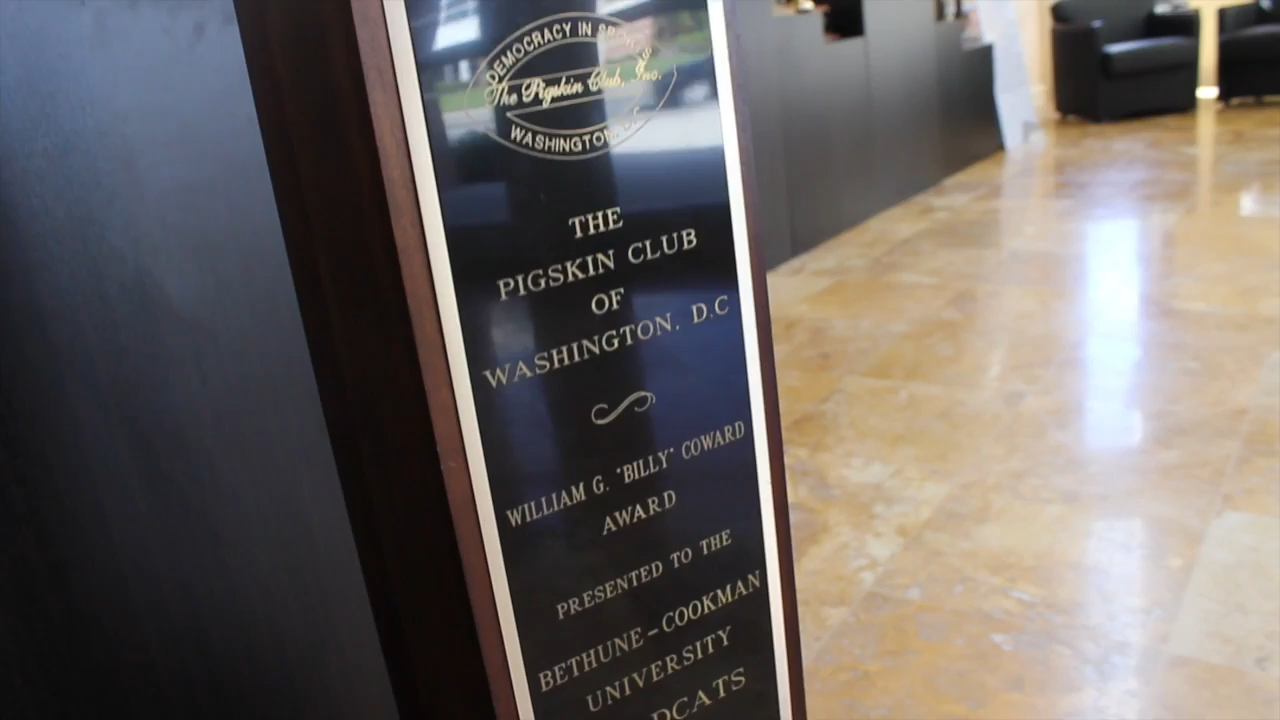 DEMOCRACY IN SPORTS
The Pigskin Club, Inc.
WASHINGTON, D.C.
THE
PIGSKIN CLUB
OF
WASHINGTON. D.C
WILLIAM G. "BILLY" COWARD
AWARD
PRESENTED TO THE
BETHUNE-COOKMAN
UNIVERSITY
DCATS